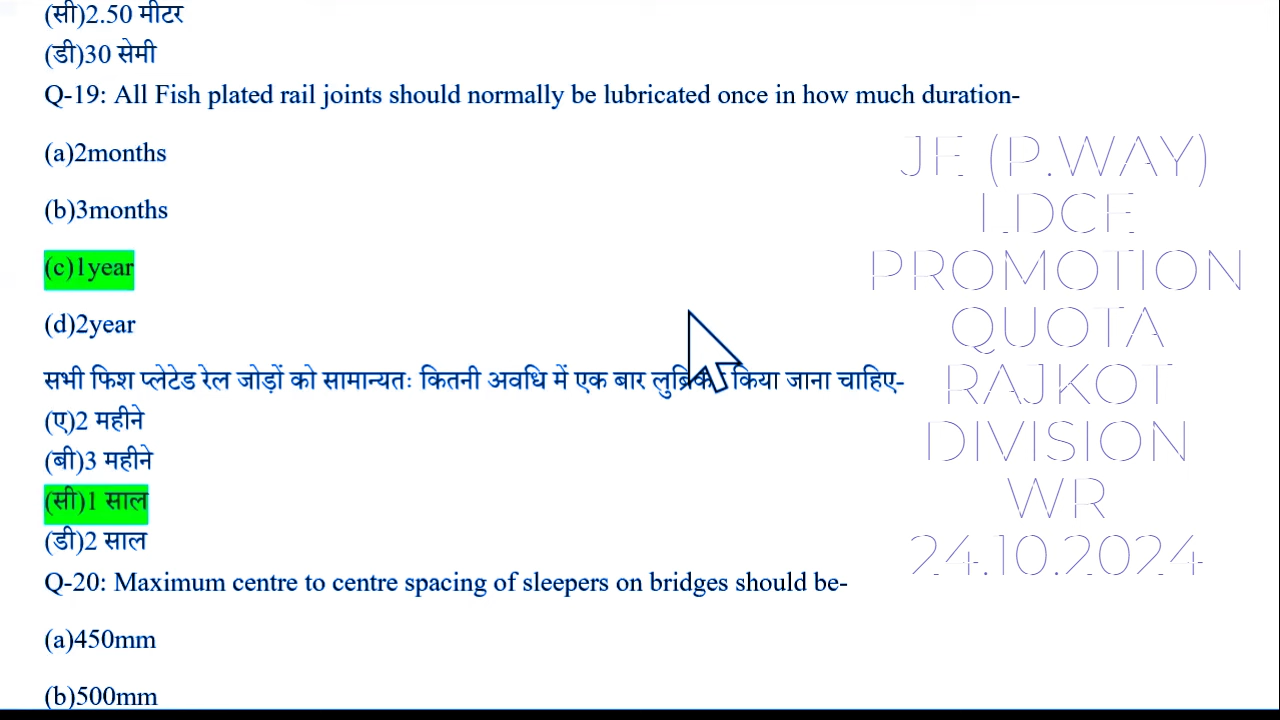 (सी)2.50 मीटर
(डी)30 सेमी
Q-19: All Fish plated rail joints should normally be lubricated once in how much duration-
(a)2months
(b)3months
(c)1year
(d)2year
सभी फिश प्लेटेड रेल जोड़ों को सामान्यतः कितनी अवधि में एक बार किया जाना चाहिए-
(ए)2 महीने
(बी)3 महीने
(सी)1 साल
(डी)2 साल
Q-20: Maximum centre to centre spacing of sleepers on bridges should be-
(a)450mm
(b)500mm
JE (P.WAY)
LDCE
PROMOTION
QUOTA
RAJKOT
DIVISION
WR
24.10.2024